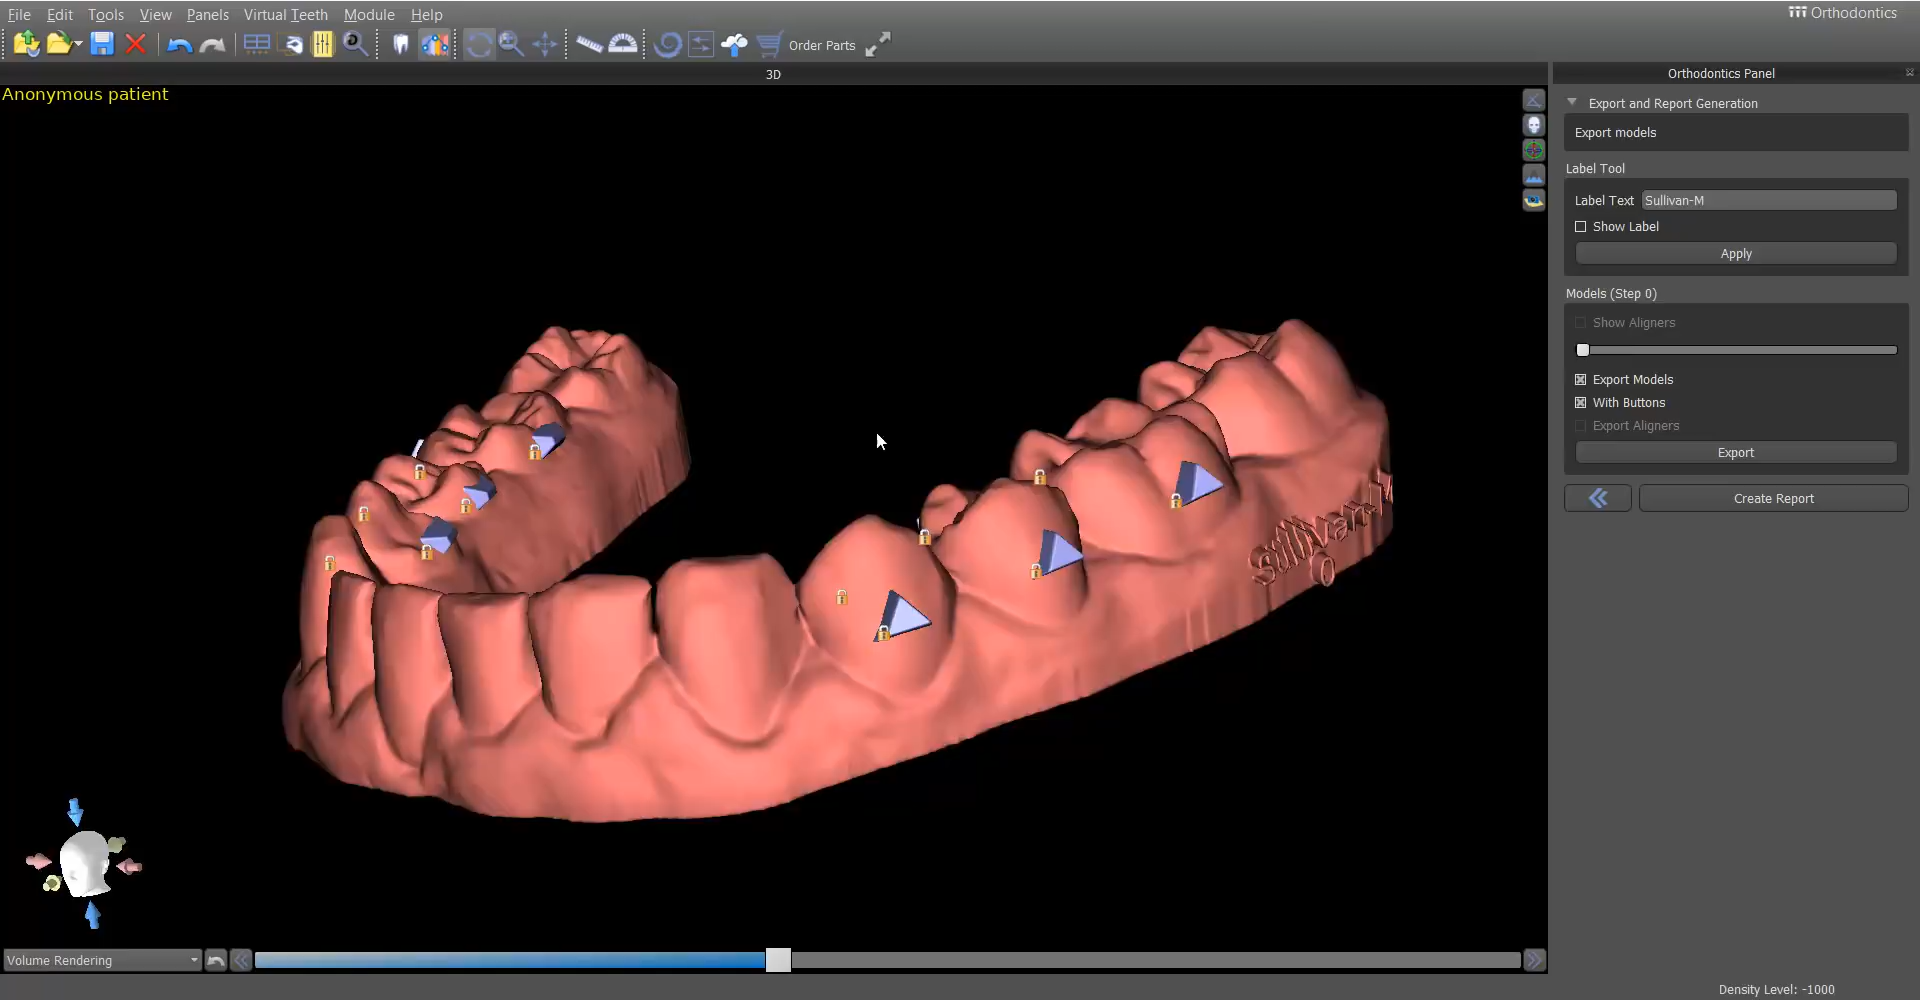 File Edit Tools View Panels Virtual Teeth Module Help
Orthodontics
Order Parts
3D
Orthodontics Panel
Anonymous patient
Export and Report Generation
Export models
Label Tool
Label Text Sullivan-M
Show Label
Apply
Models (Step 0)
Show Aligners
Export Models
With Buttons
Export Aligners
Export
Create Report
Sullivan-M
0
Volume Rendering
Density Level: -1000